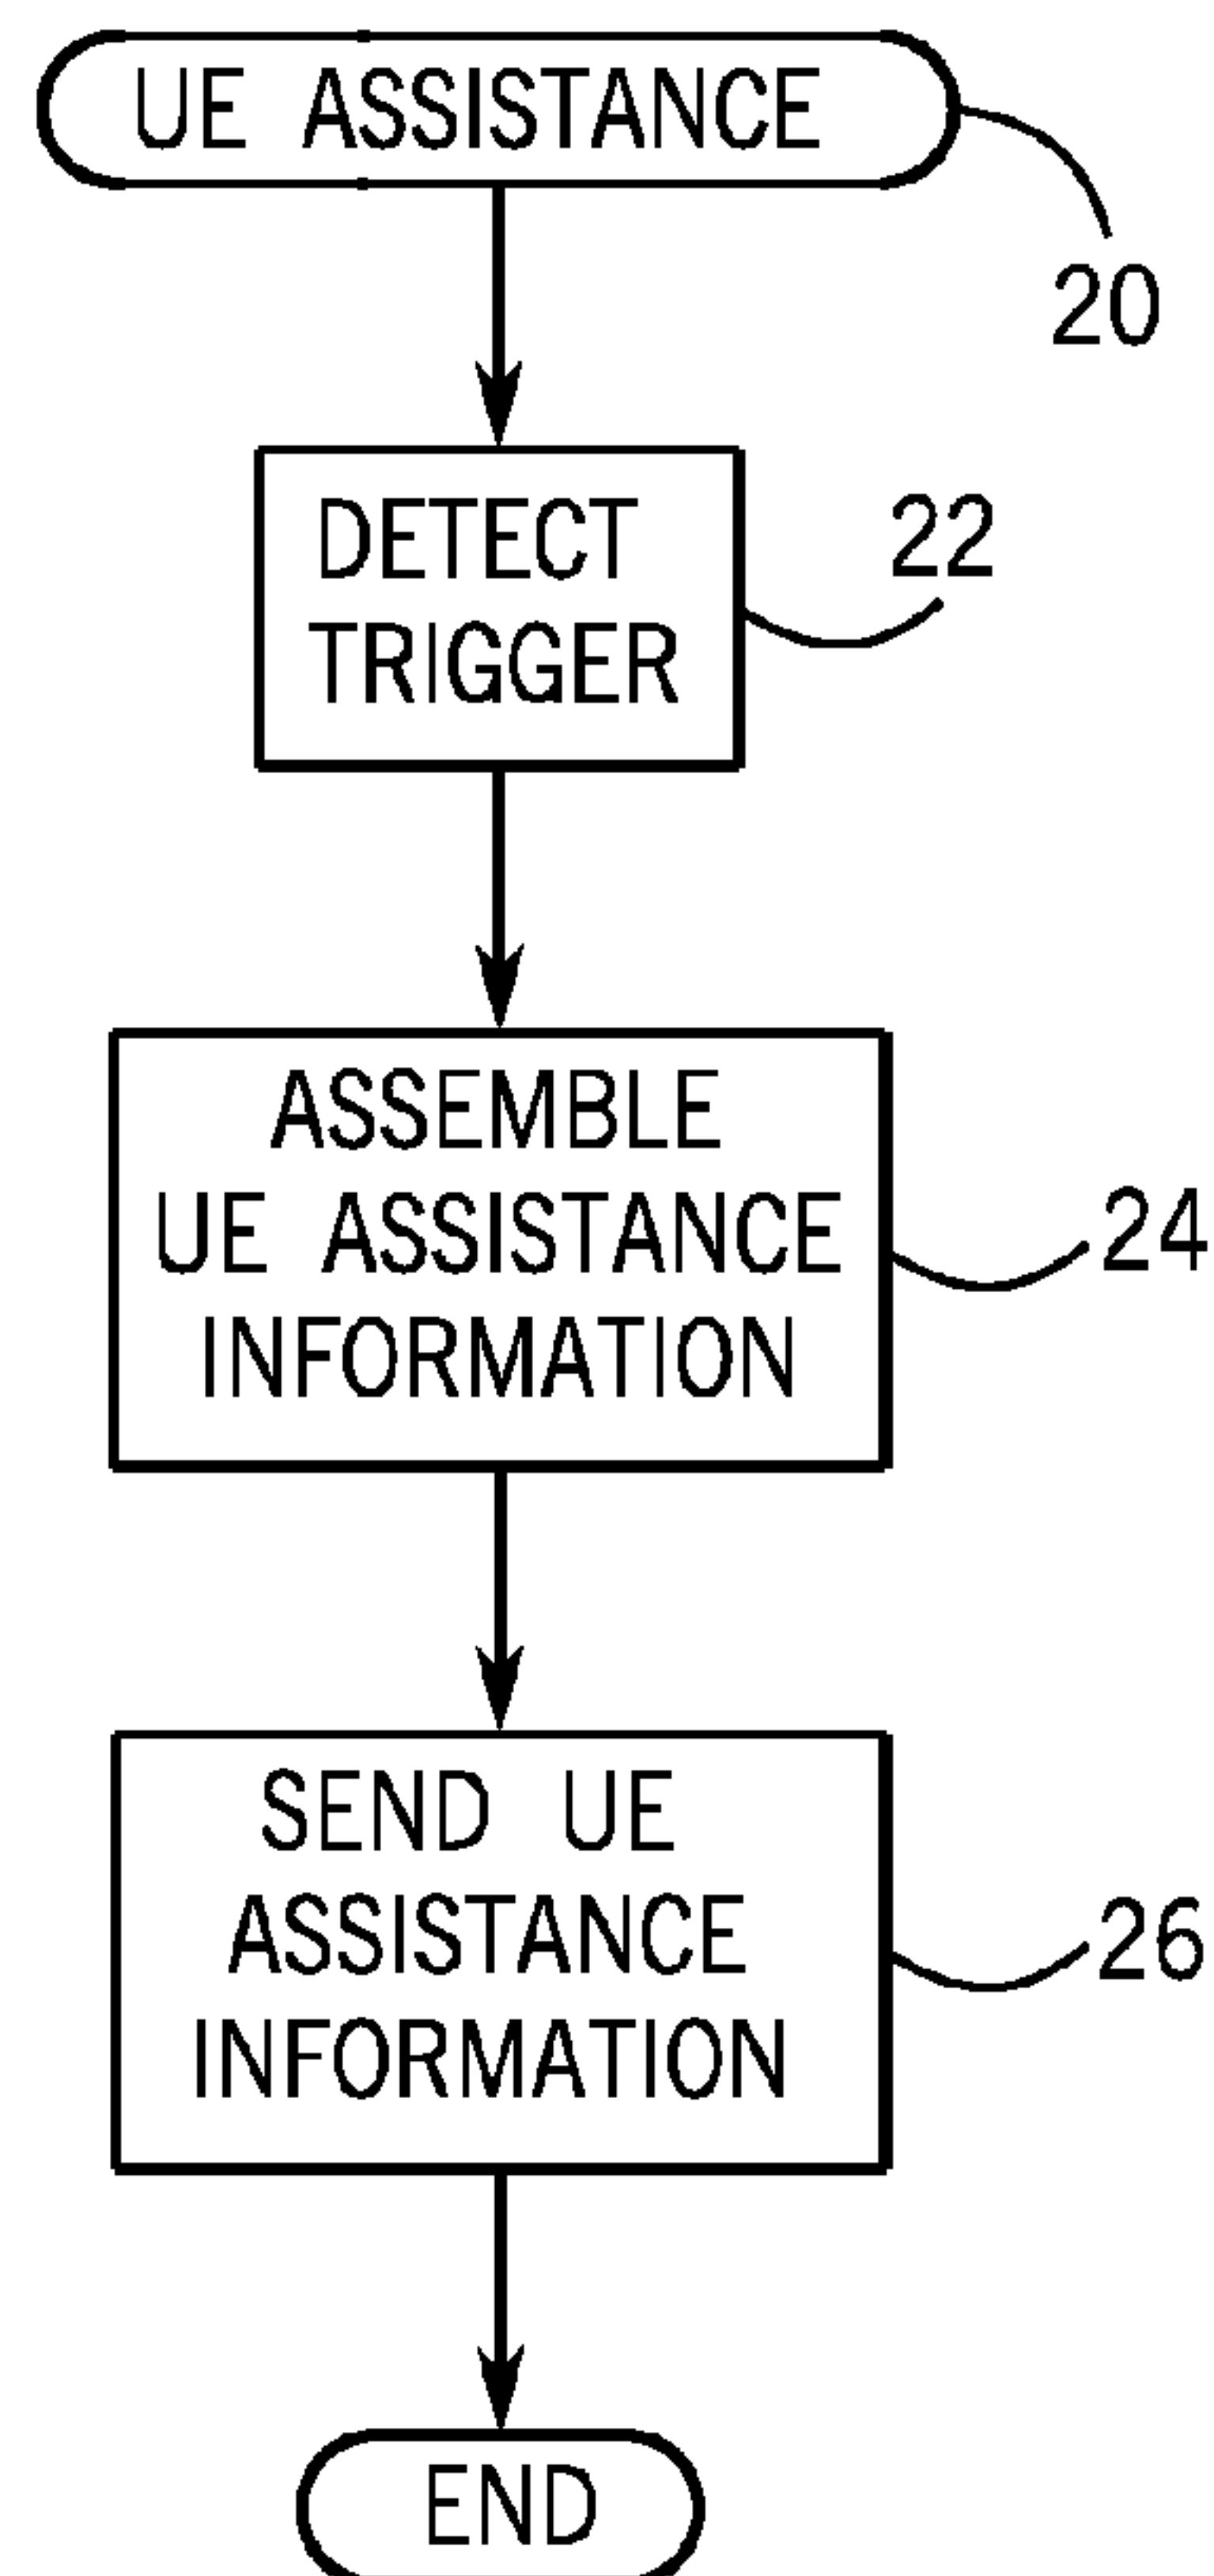 UE ASSISTANCE
20
DETECT
TRIGGER
22
ASSEMBLE
UE ASSISTANCE
INFORMATION
24
SEND UE
ASSISTANCE
INFORMATION
26
END